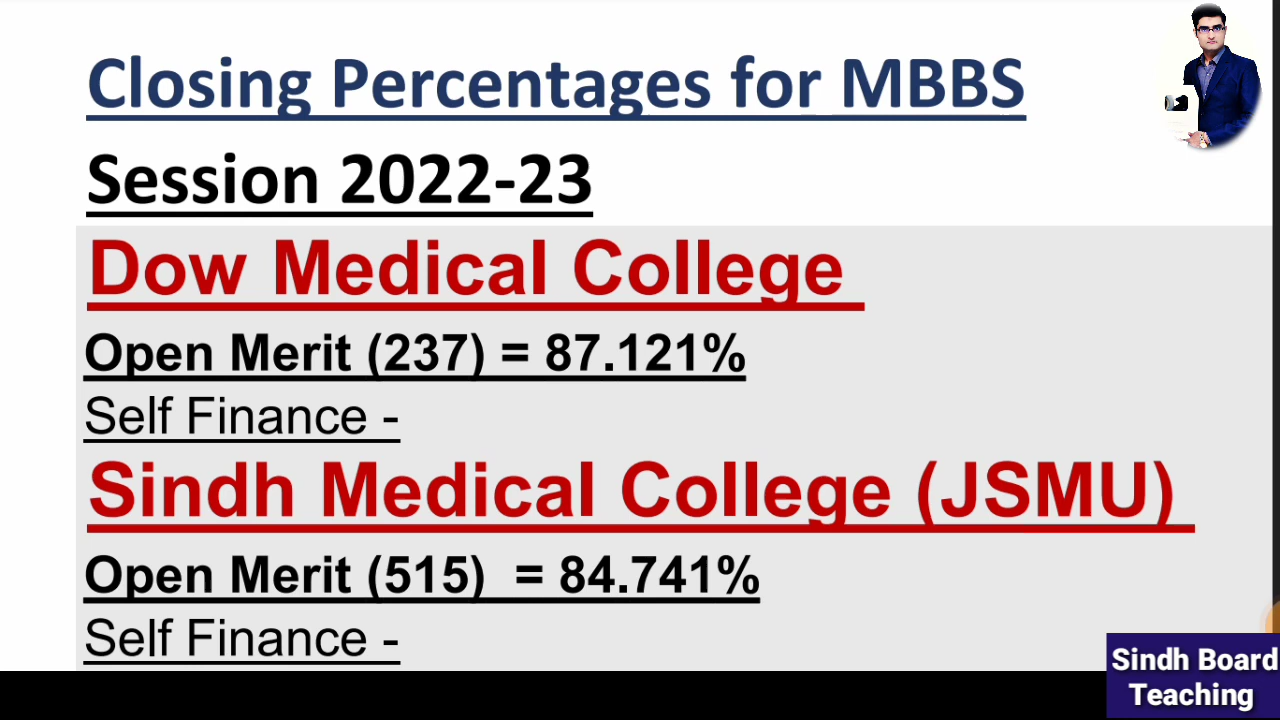 Closing Percentages for MBBS
Session 2022-23
Dow Medical College
Open Merit (237) = 87.121%
Self Finance -
Sindh Medical College (JSMU)
Open Merit (515)  = 84.741%
Self Finance -
Sindh Board
Teaching